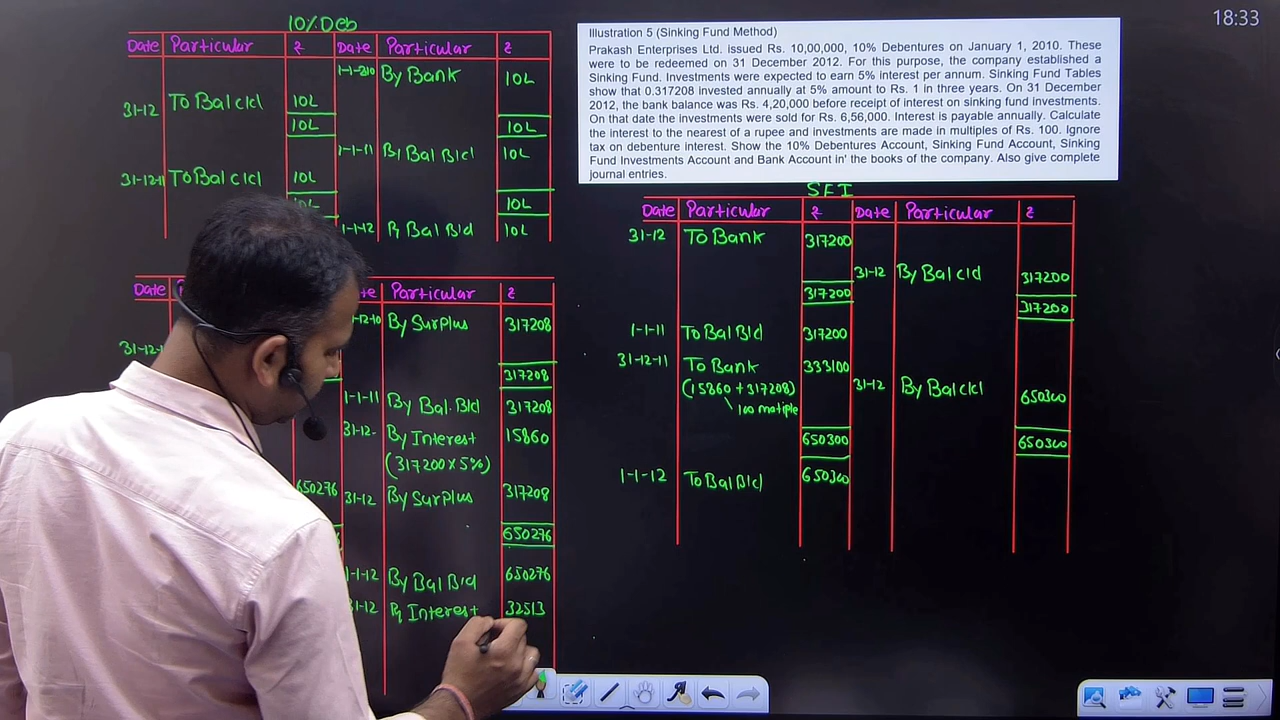 18:33
10% Deb
Date Particular ₹ Date Particular ₹
1-1-210 By Bank 10L
31-12 To Bal c/d 10L
10L 10L
1-1-11 By Bal B/d 10L
31-12-11 To Bal c/d 10L
10L 10L
1-1-12 By Bal B/d 10L
Date Particular ₹
31-12-1
1-12-10 By Surplus 317208
317208
1-1-11 By Bal. B/d 317208
31-12- By Interest 15860
(317200 x 5%)
650276 31-12 By Surplus 317208
650276
1-1-12 By Bal B/d 650276
31-12 By Interest 32513
Illustration 5 (Sinking Fund Method)
Prakash Enterprises Ltd. issued Rs. 10,00,000, 10% Debentures on January 1, 2010. These
were to be redeemed on 31 December 2012. For this purpose, the company established a
Sinking Fund. Investments were expected to earn 5% interest per annum. Sinking Fund Tables
show that 0.317208 invested annually at 5% amount to Rs. 1 in three years. On 31 December
2012, the bank balance was Rs. 4,20,000 before receipt of interest on sinking fund investments.
On that date the investments were sold for Rs. 6,56,000. Interest is payable annually. Calculate
the interest to the nearest of a rupee and investments are made in multiples of Rs. 100. Ignore
tax on debenture interest. Show the 10% Debentures Account, Sinking Fund Account, Sinking
Fund Investments Account and Bank Account in' the books of the company. Also give complete
journal entries.
SFI
Date Particular ₹ Date Particular ₹
31-12 To Bank 317200
31-12 By Bal c/d 317200
317200 317200
1-1-11 To Bal B/d 317200
31-12-11 To Bank 333100
(15860 + 317208) 31-12 By Bal c/d 650300
100 matiple
650300 650300
1-1-12 To Bal B/d 650300